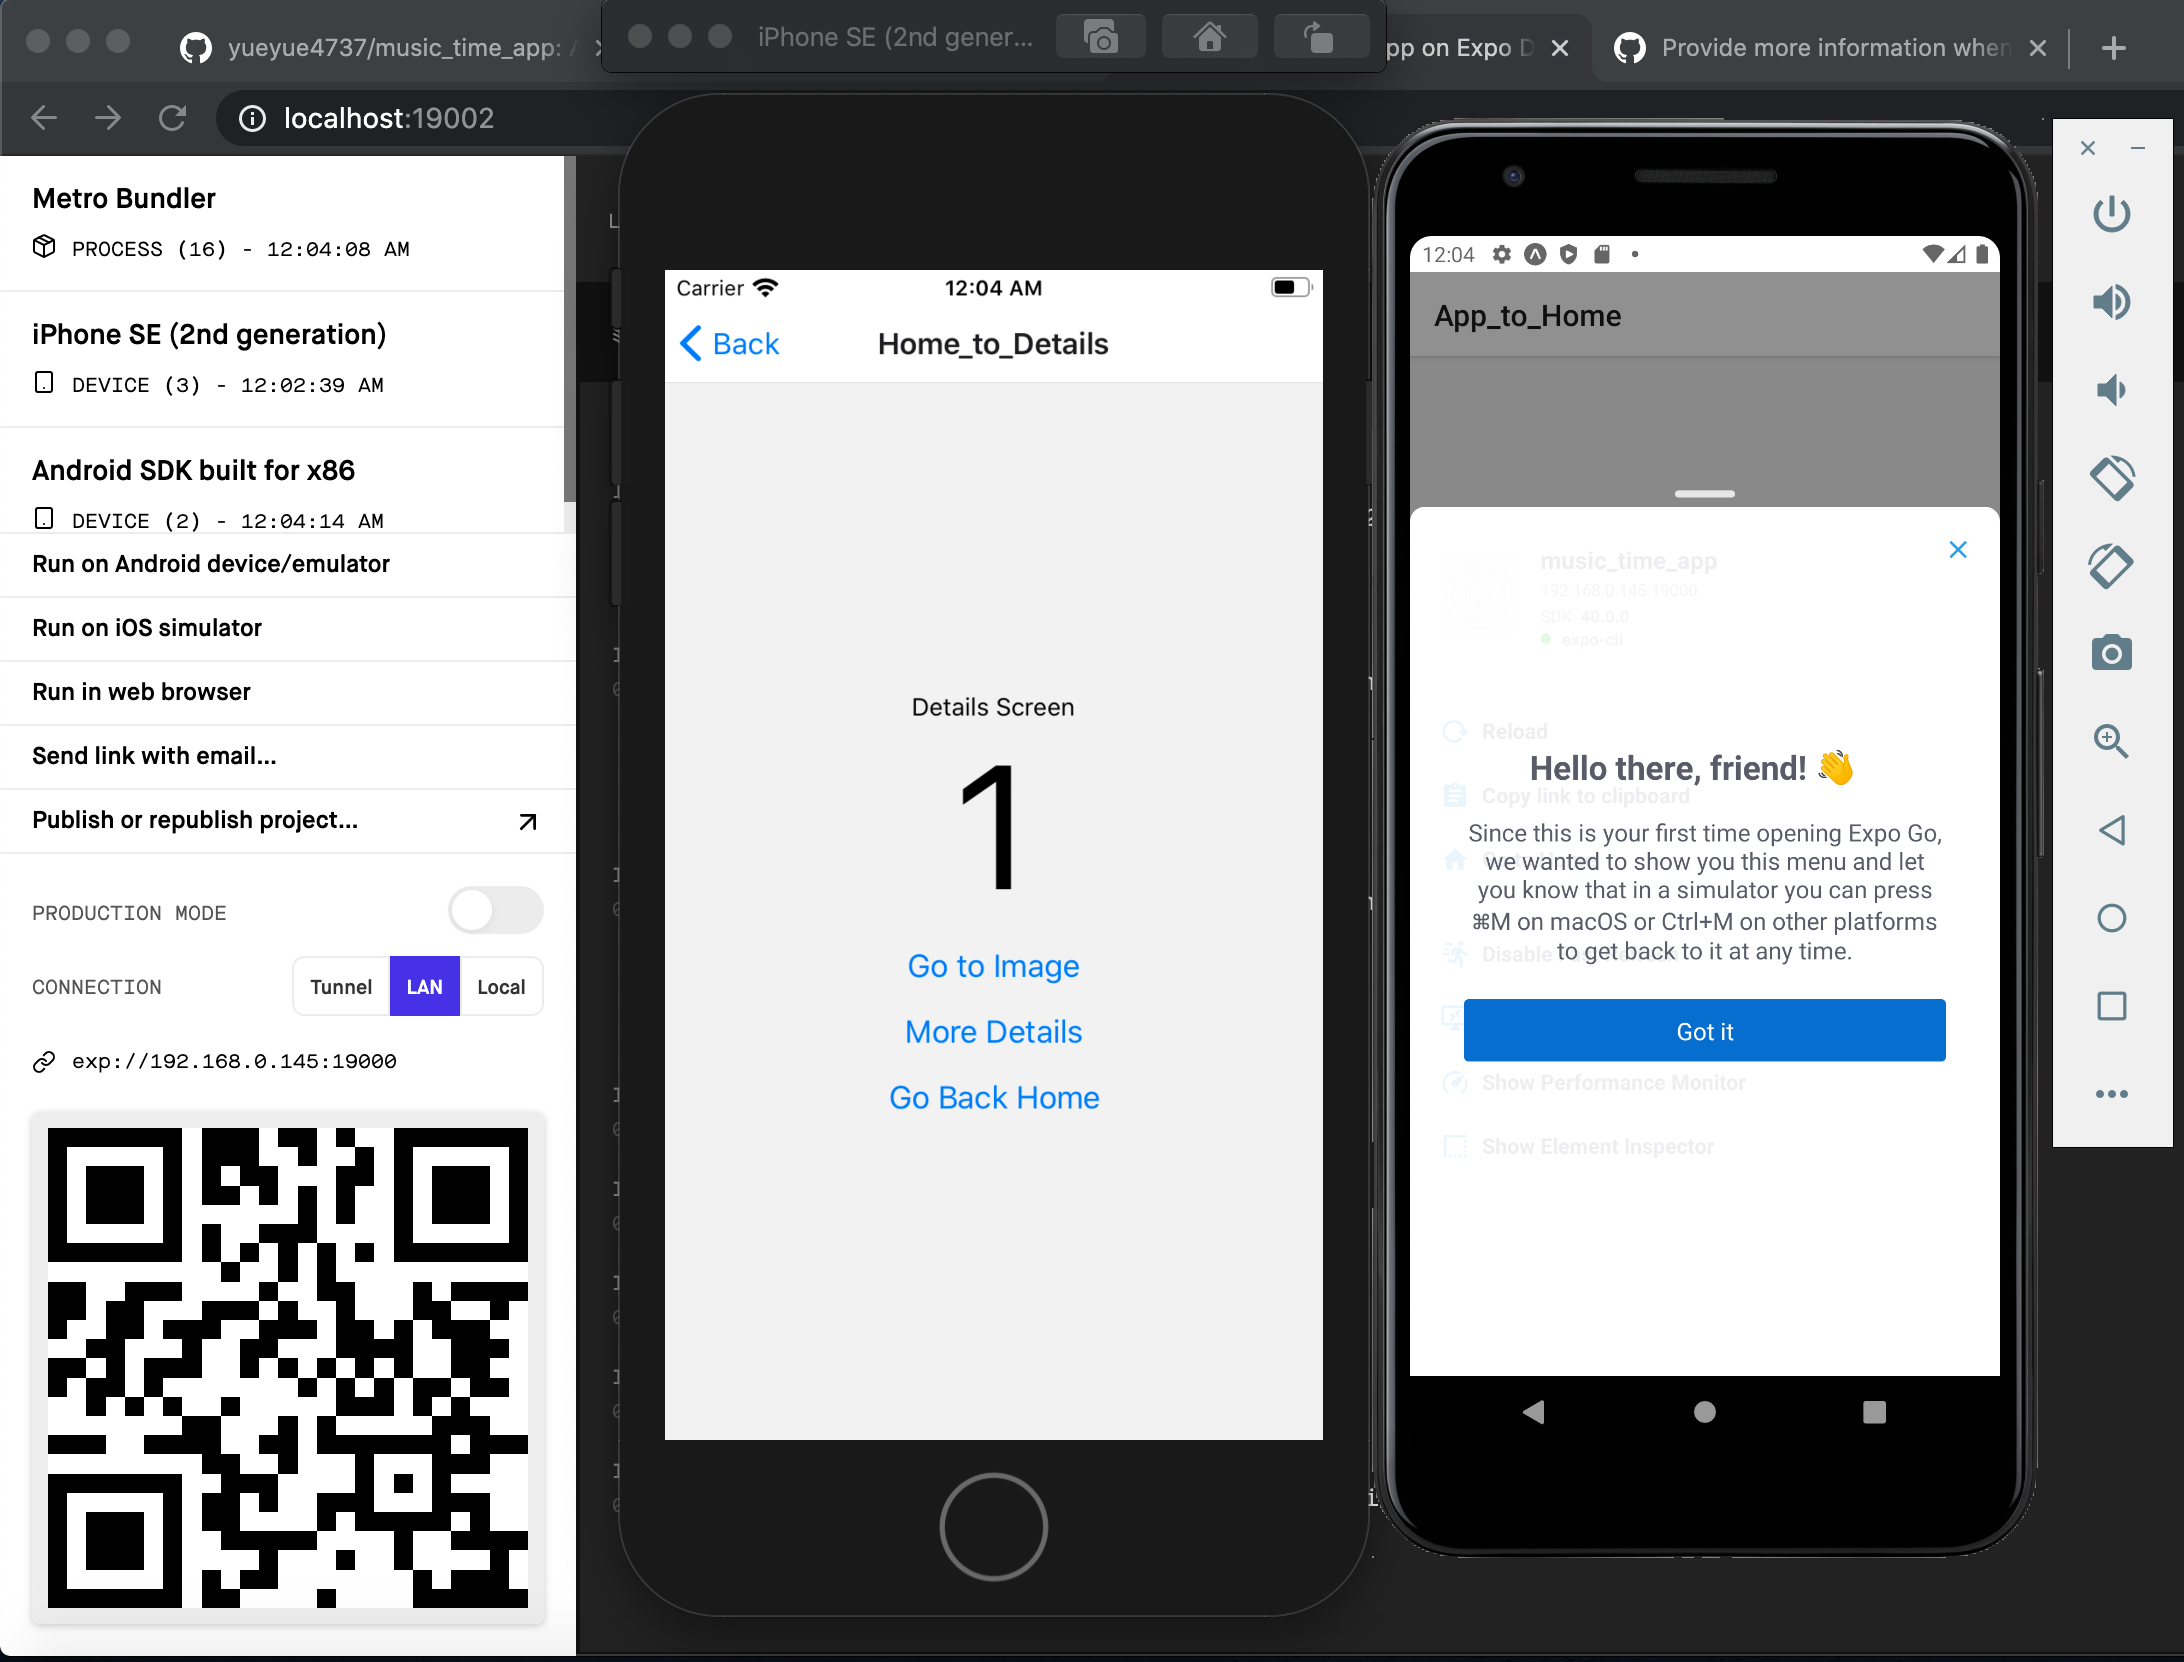 yueyue4737/music_time_app:
iPhone SE (2nd gener...
pp on Expo
Provide more information when
localhost:19002
Metro Bundler
PROCESS (16) - 12:04:08 AM
iPhone SE (2nd generation)
DEVICE (3) - 12:02:39 AM
Android SDK built for x86
DEVICE (2) - 12:04:14 AM
Run on Android device/emulator
Run on iOS simulator
Run in web browser
Send link with email...
Publish or republish project...
PRODUCTION MODE
CONNECTION
Tunnel
LAN
Local
exp://192.168.0.145:19000
Carrier
12:04 AM
Back
Home_to_Details
Details Screen
1
Go to Image
More Details
Go Back Home
12:04
App_to_Home
music_time_app
192.168.0.145:19000
SDK: 40.0.0
expo-cli
Reload
Hello there, friend! 👋
Copy link to clipboard
Since this is your first time opening Expo Go,
we wanted to show you this menu and let
you know that in a simulator you can press
⌘M on macOS or Ctrl+M on other platforms
to get back to it at any time.
Disable
Got it
Show Performance Monitor
Show Element Inspector